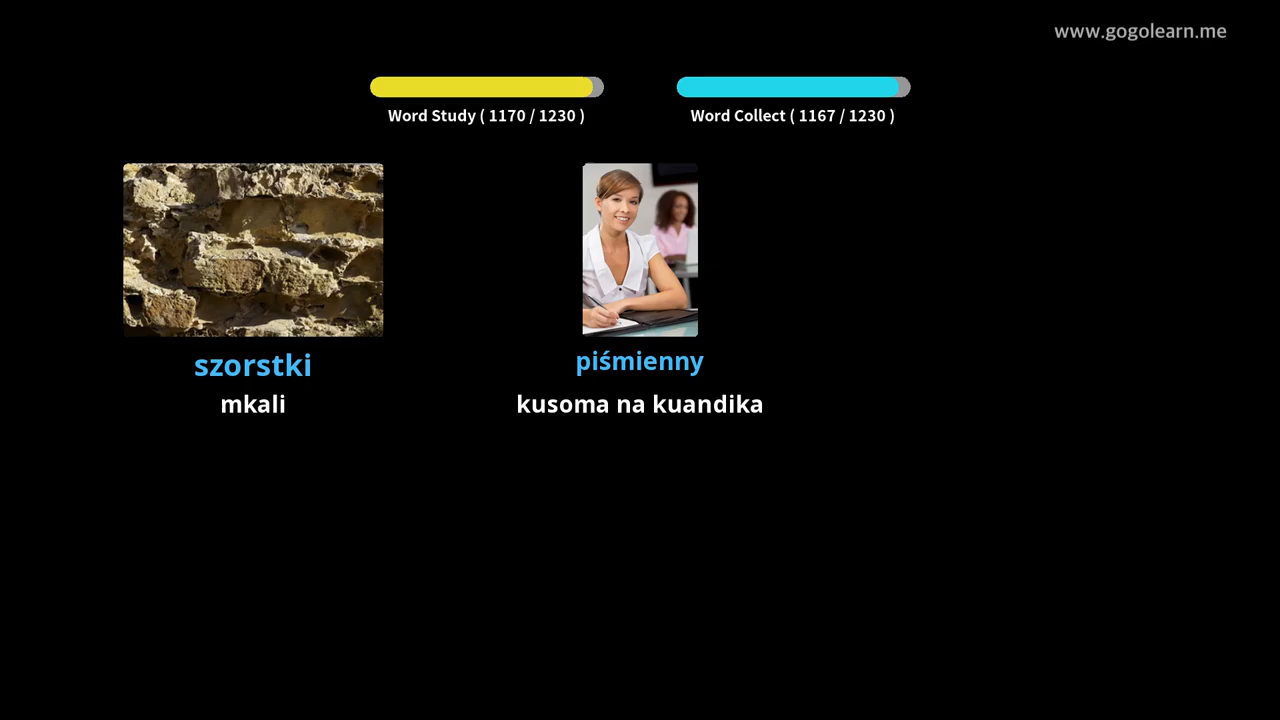 www.gogolearn.me
Word Study ( 1170 / 1230 )
Word Collect ( 1167 / 1230 )
szorstki
piśmienny
mkali
kusoma na kuandika